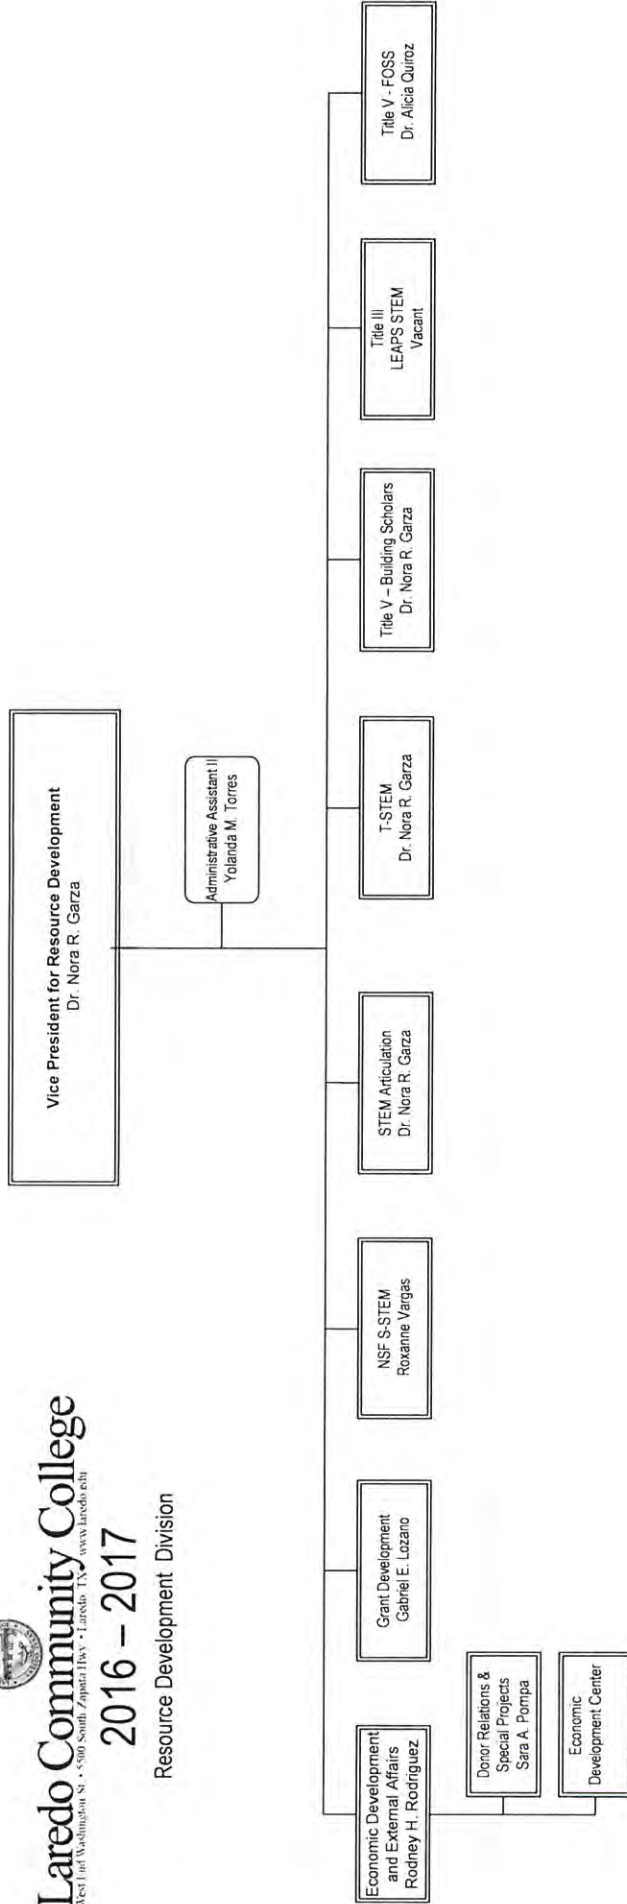 Laredo Community College
West End Washington St. • 5500 South Zapata Hwy • Laredo, TX • www.laredo.edu
2016 – 2017
Resource Development Division
Vice President for Resource Development
Dr. Nora R. Garza
Administrative Assistant II
Yolanda M. Torres
Economic Development
and External Affairs
Rodney H. Rodriguez
Donor Relations &
Special Projects
Sara A. Pompa
Economic
Development Center
Grant Development
Gabriel E. Lozano
NSF S-STEM
Roxanne Vargas
STEM Articulation
Dr. Nora R. Garza
T-STEM
Dr. Nora R. Garza
Title V – Building Scholars
Dr. Nora R. Garza
Title III
LEAPS STEM
Vacant
Title V - FOSS
Dr. Alicia Quiroz